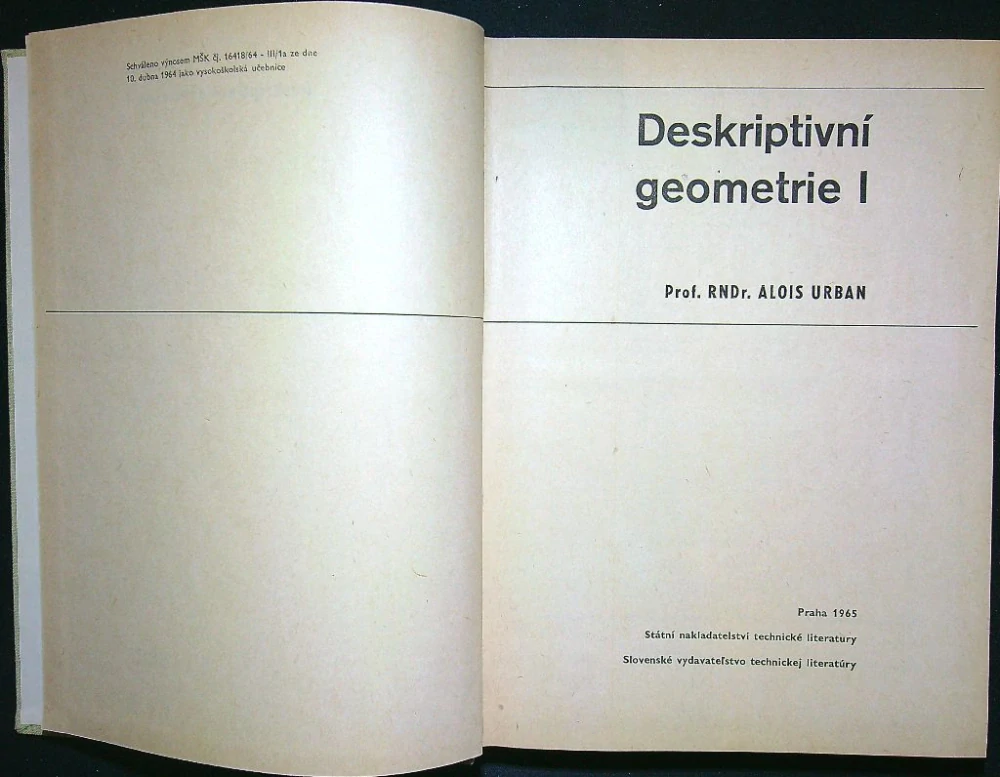 Schváleno výnosem MŠK čj. 16418/64 - III/1a ze dne
10. dubna 1964 jako vysokoškolská učebnice
Deskriptivní
geometrie I
Prof. RNDr. ALOIS URBAN
Praha 1965
Státní nakladatelství technické literatury
Slovenské vydavateľstvo technickej literatúry